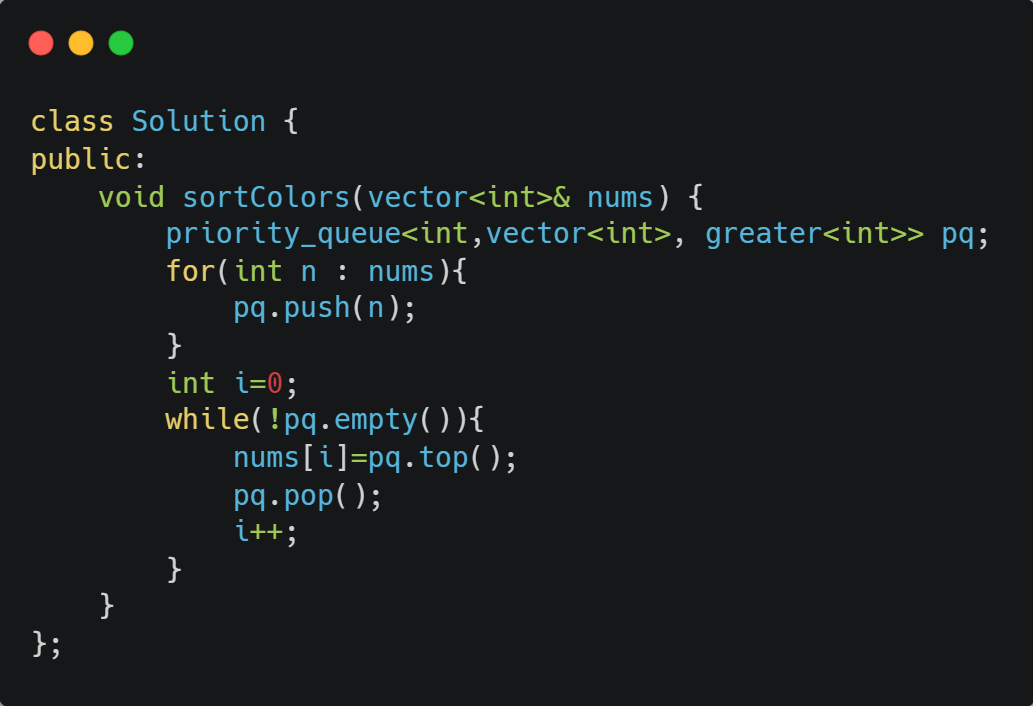 class Solution {
public:
    void sortColors(vector<int>& nums) {
        priority_queue<int,vector<int>, greater<int>> pq;
        for(int n : nums){
            pq.push(n);
        }
        int i=0;
        while(!pq.empty()){
            nums[i]=pq.top();
            pq.pop();
            i++;
        }
    }
};